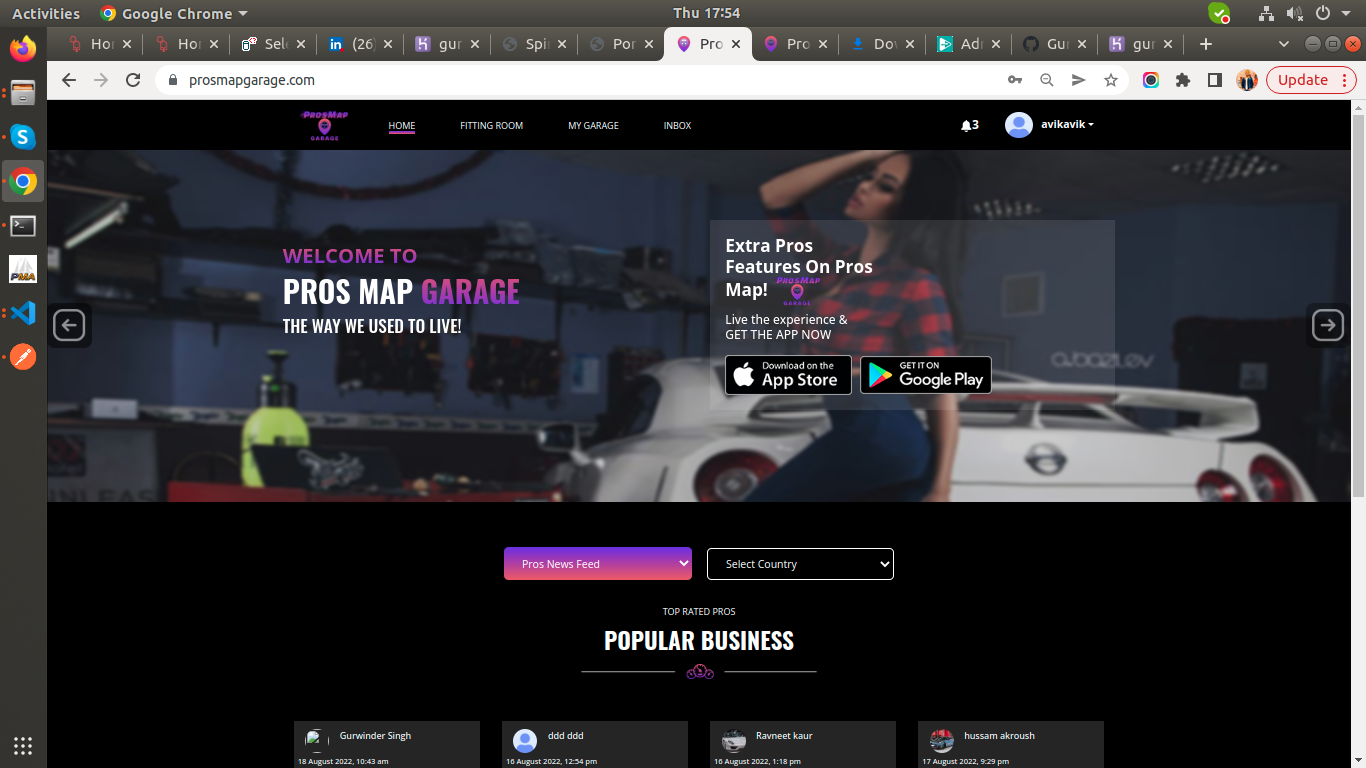 Activities
Google Chrome
Thu 17:54
Hor
Hor
Sele
(26)
gur
Spi
Por
Pro
Pro
Dov
Adr
Gur
gur
prosmapgarage.com
Update
PROSMAP
GARAGE
HOME
FITTING ROOM
MY GARAGE
INBOX
3
avikavik
WELCOME TO
PROS MAP GARAGE
THE WAY WE USED TO LIVE!
Extra Pros
Features On Pros
Map! PROSMAP
GARAGE
Live the experience &
GET THE APP NOW
Download on the
App Store
GET IT ON
Google Play
Pros News Feed
Select Country
TOP RATED PROS
POPULAR BUSINESS
Gurwinder Singh
18 August 2022, 10:43 am
ddd ddd
16 August 2022, 12:54 pm
Ravneet kaur
16 August 2022, 1:18 pm
hussam akroush
17 August 2022, 9:29 pm
PMA